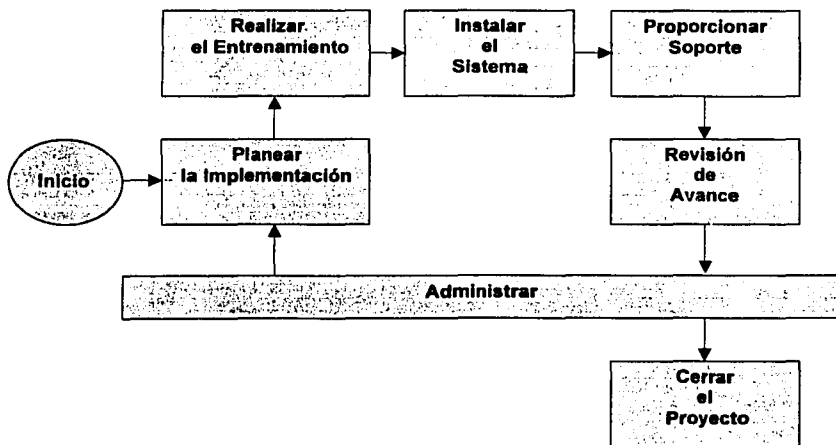 Realizar
el Entrenamiento
Instalar
el
Sistema
Proporcionar
Soporte
Inicio
Planear
la Implementación
Revisión
de
Avance
Administrar
Cerrar
el
Proyecto